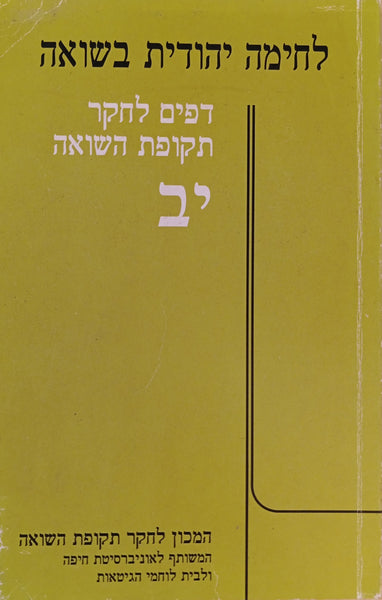 לחימה יהודית בשואה
דפים לחקר
תקופת השואה
יב
המכון לחקר תקופת השואה
המשותף לאוניברסיטת חיפה
ולבית לוחמי הגיטאות